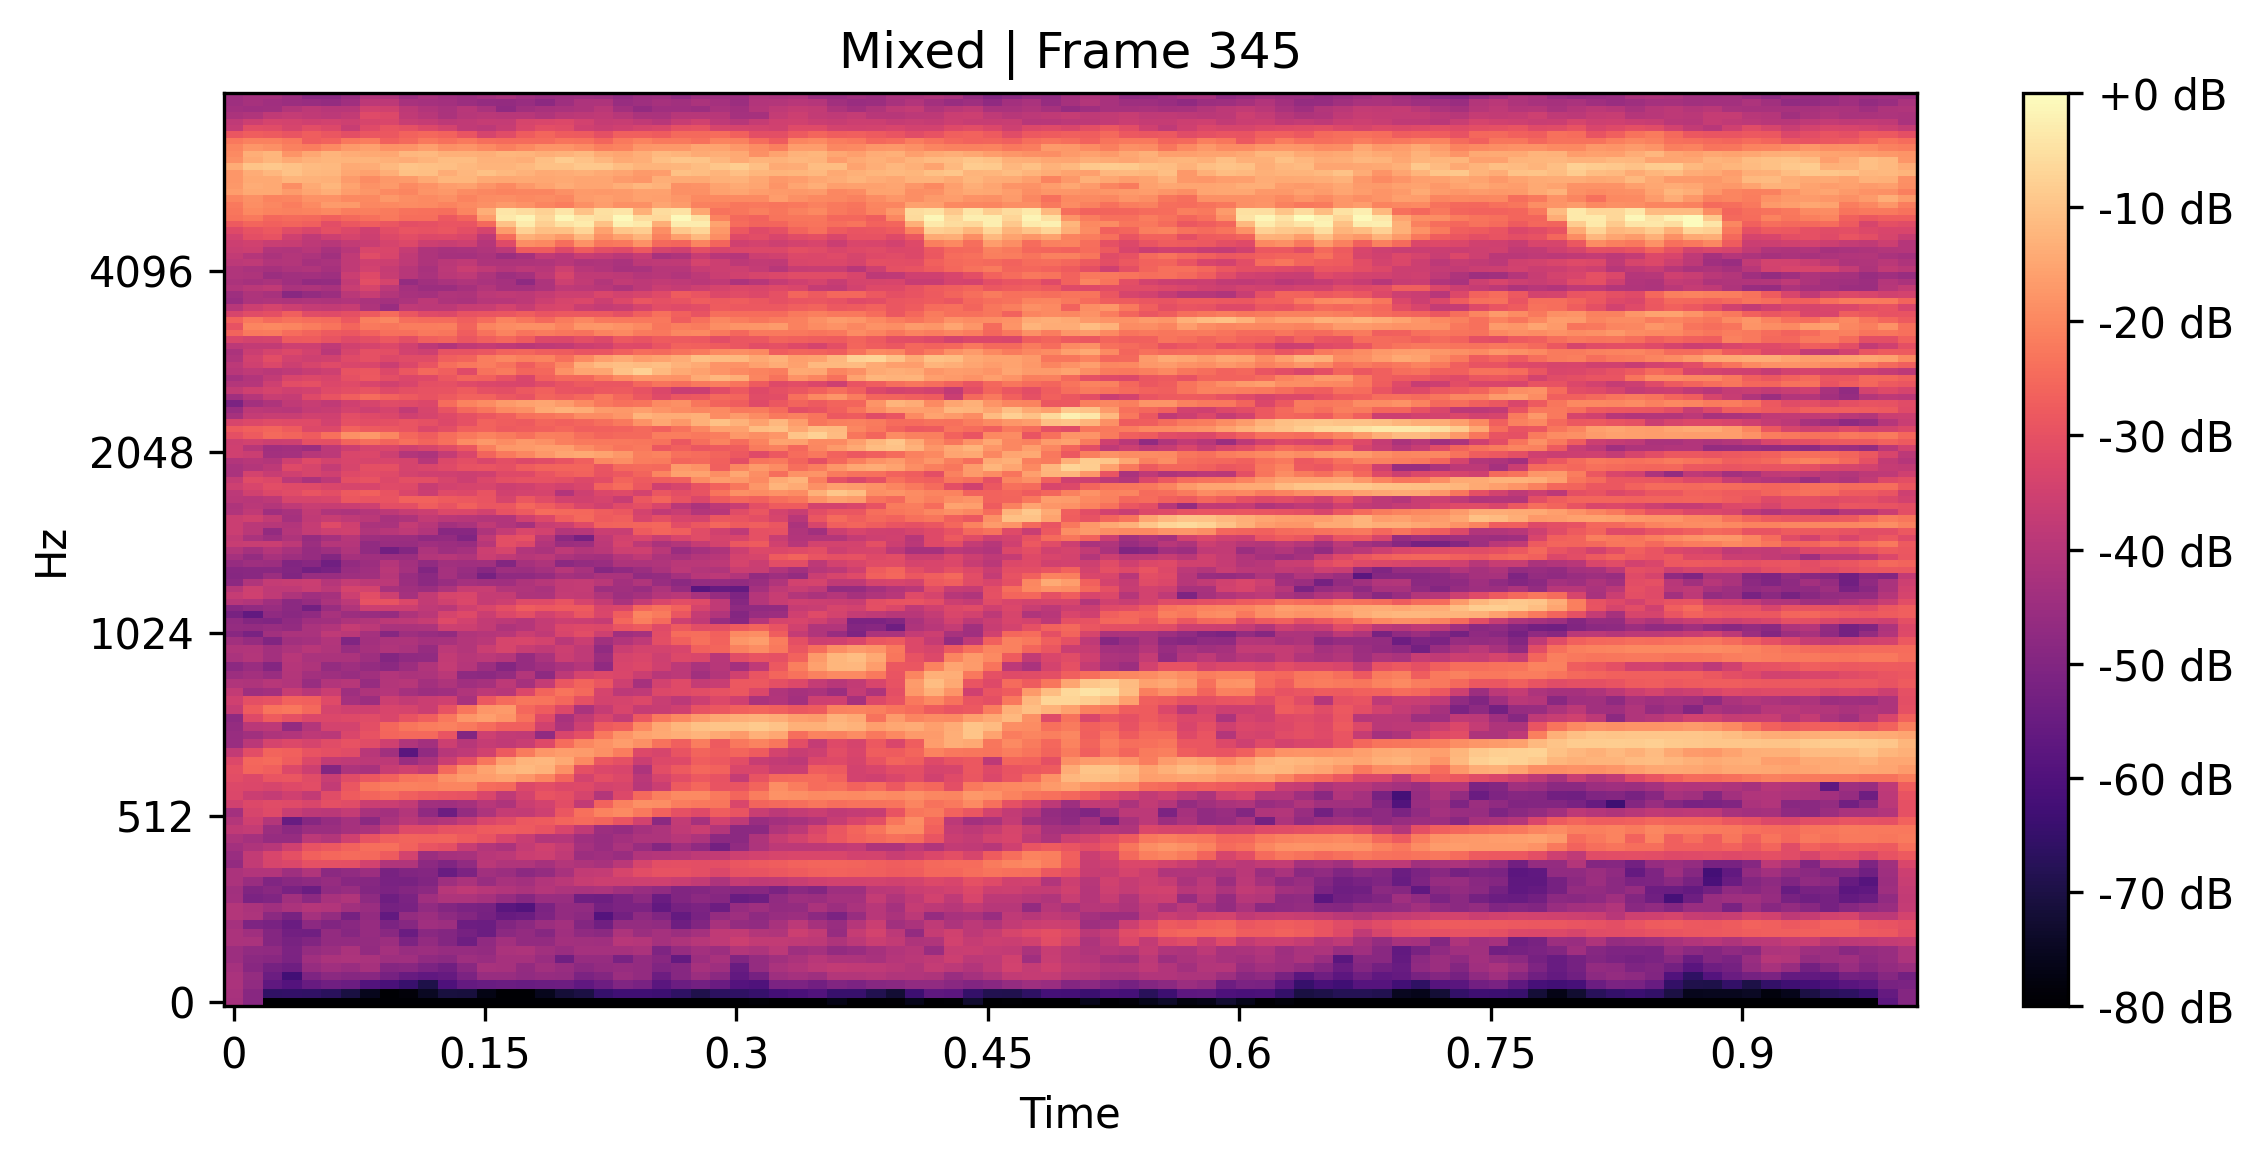 Mixed | Frame 345
Hz
4096
2048
1024
512
0
0 0.15 0.3 0.45 0.6 0.75 0.9
Time
+0 dB
-10 dB
-20 dB
-30 dB
-40 dB
-50 dB
-60 dB
-70 dB
-80 dB